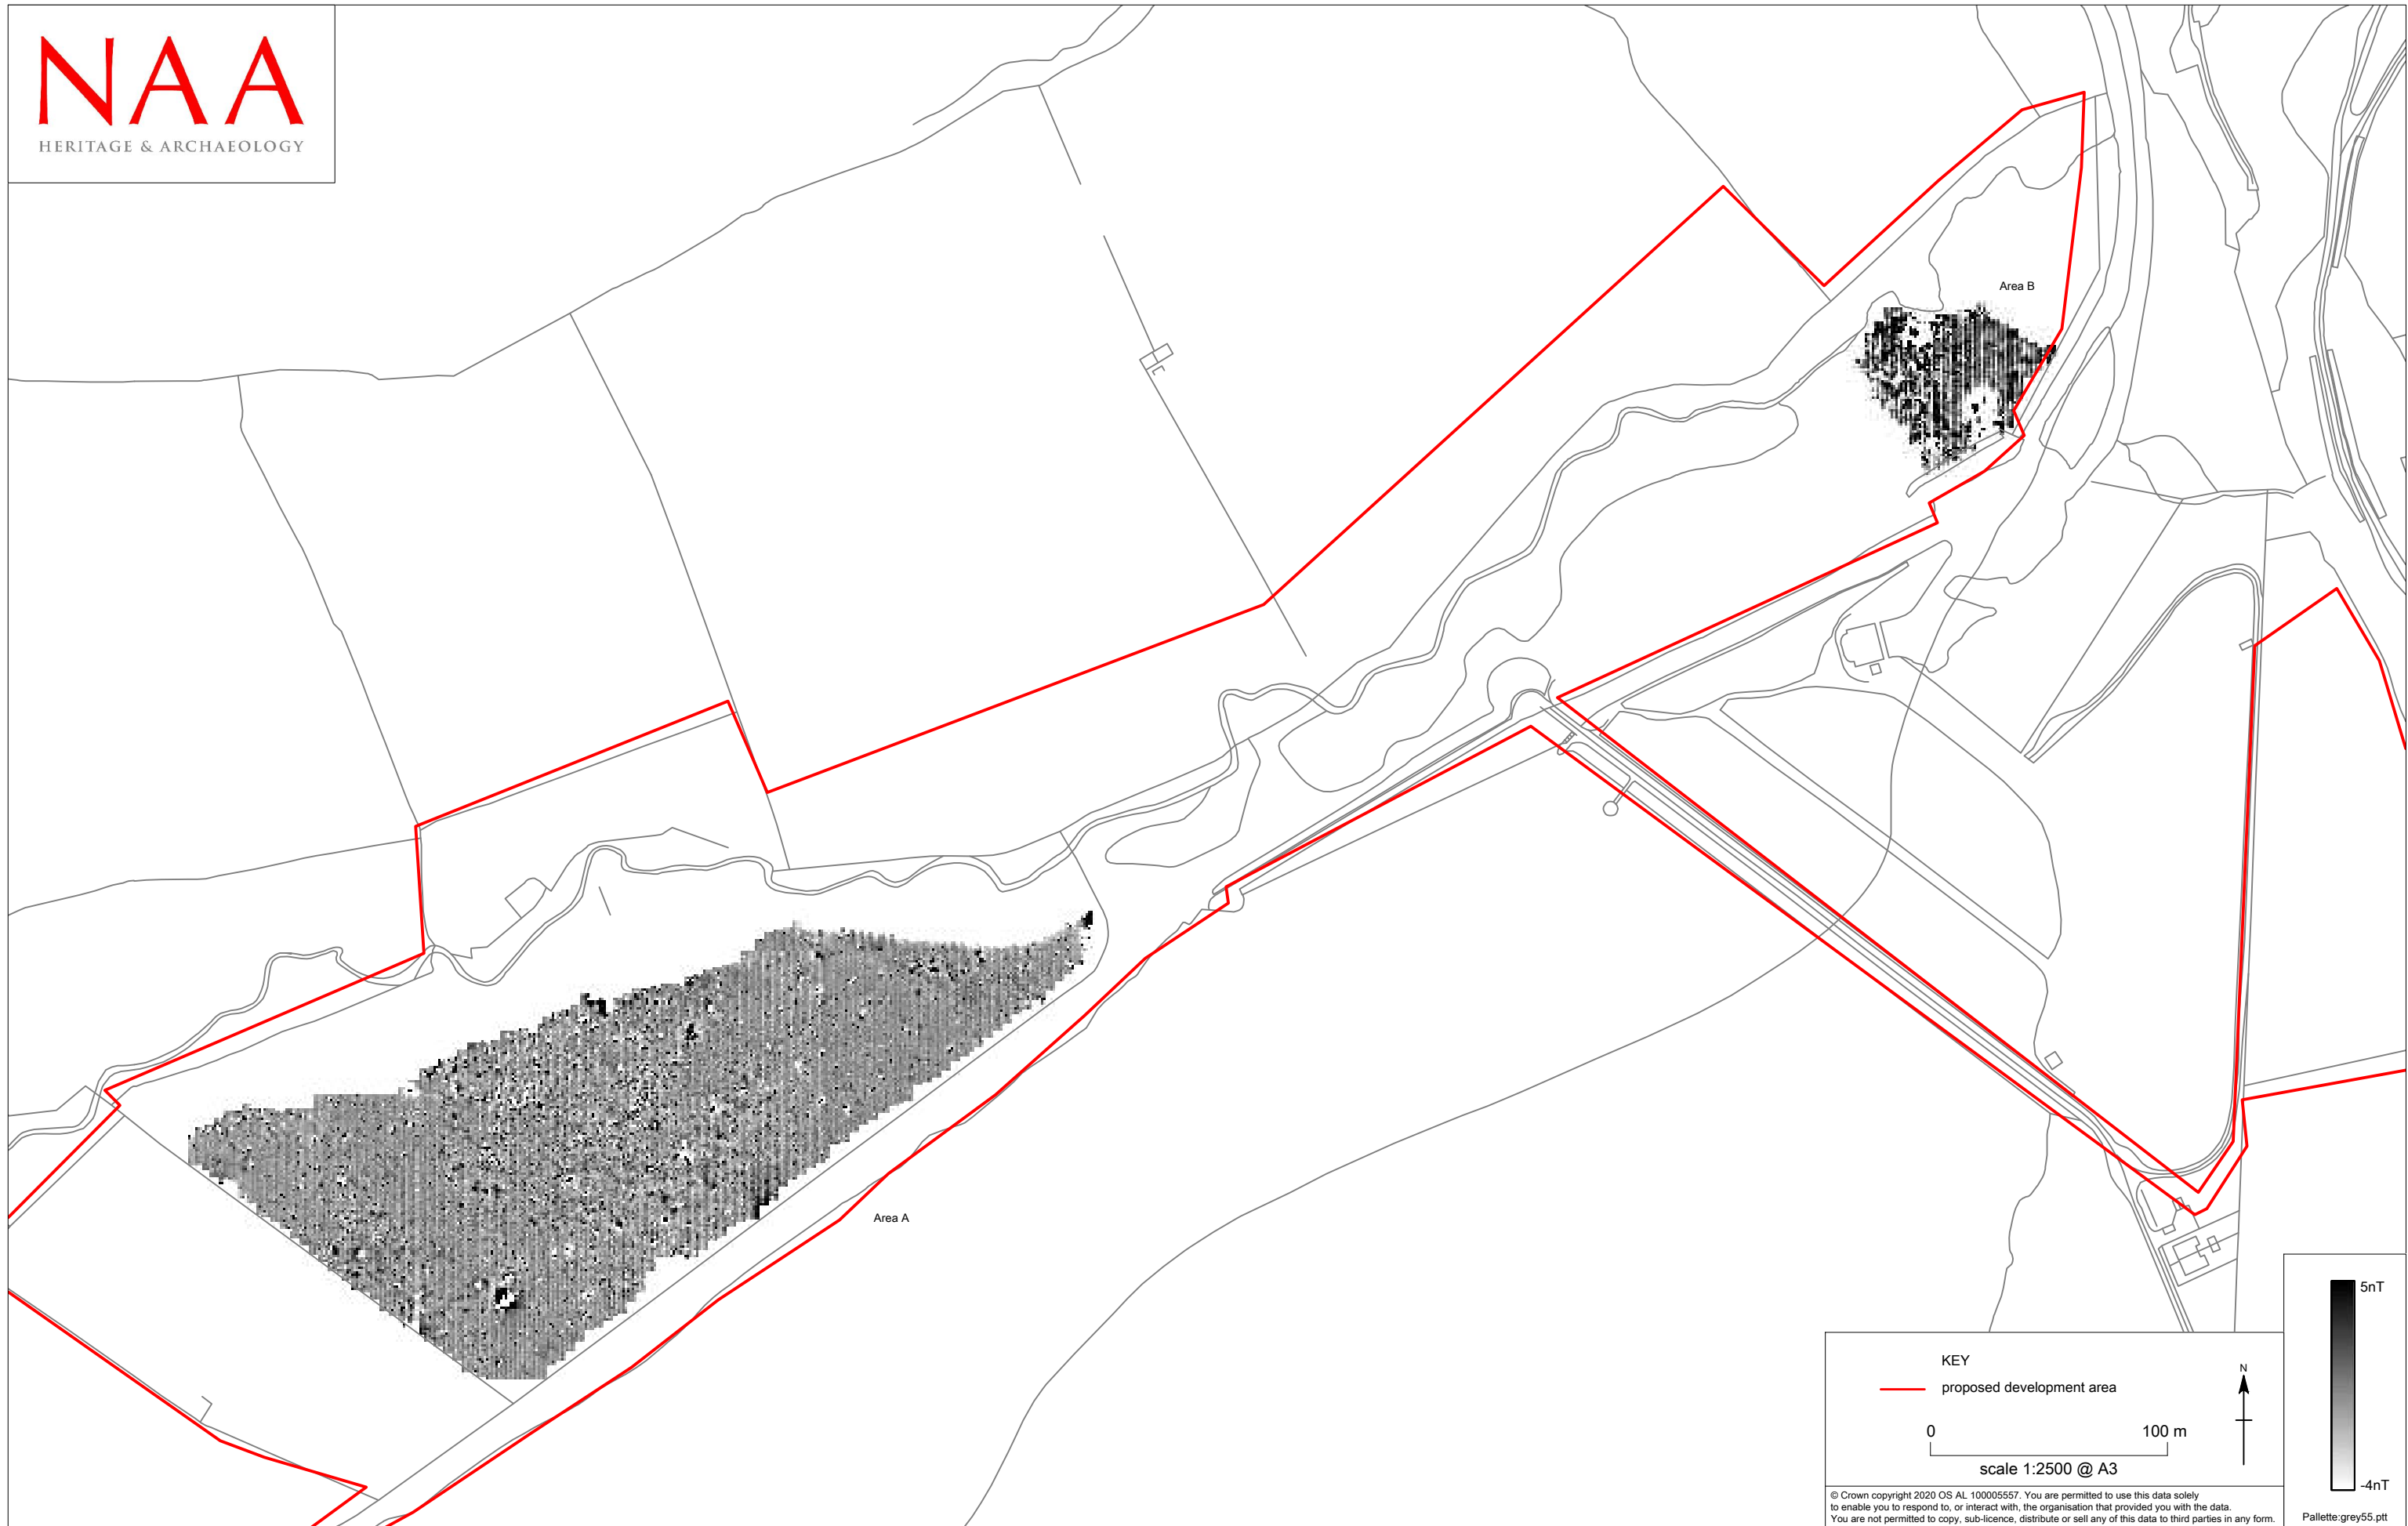 NAA
HERITAGE & ARCHAEOLOGY
Area B
Area A
KEY
proposed development area
N
0 100 m
scale 1:2500 @ A3
© Crown copyright 2020 OS AL 100005557. You are permitted to use this data solely
to enable you to respond to, or interact with, the organisation that provided you with the data.
You are not permitted to copy, sub-licence, distribute or sell any of this data to third parties in any form.
5nT
-4nT
Pallette:grey55.ptt